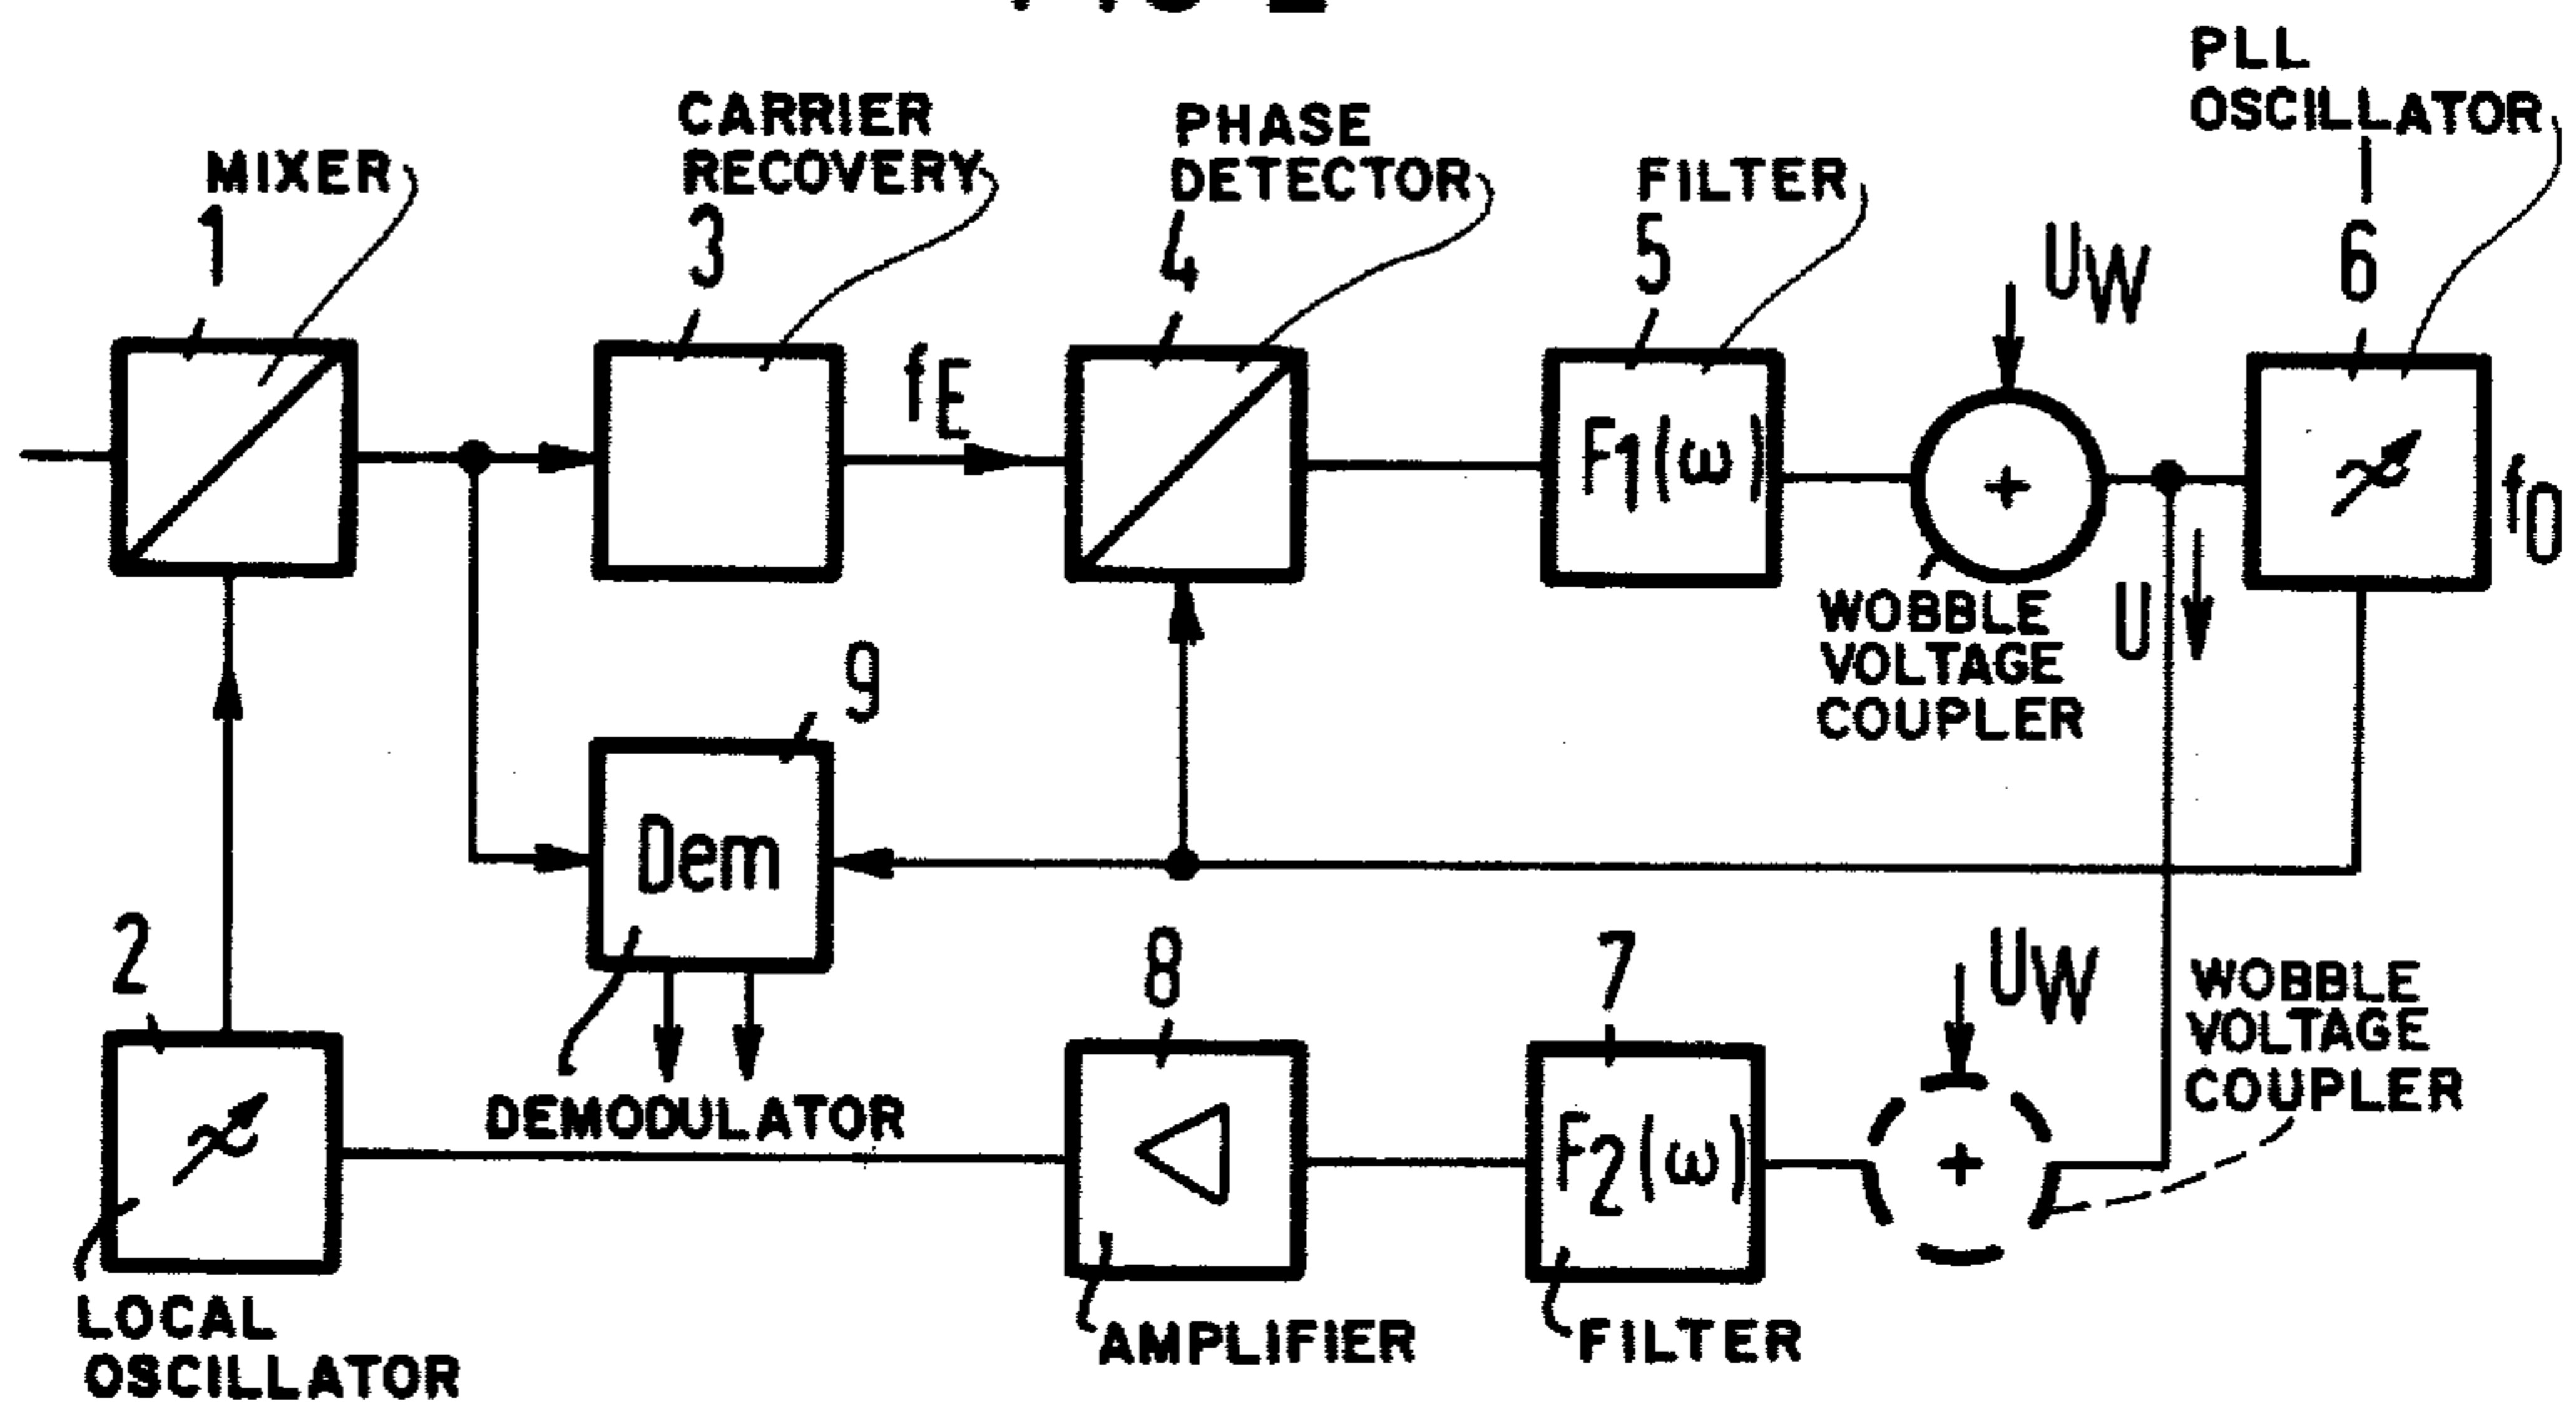 PLL
OSCILLATOR
CARRIER
RECOVERY
PHASE
DETECTOR
MIXER
FILTER
1
3
4
5
6
UW
fE
F1(ω)
+
fO
WOBBLE
VOLTAGE
COUPLER
U
9
Dem
2
8
7
UW
WOBBLE
VOLTAGE
COUPLER
DEMODULATOR
F2(ω)
+
LOCAL
OSCILLATOR
AMPLIFIER
FILTER